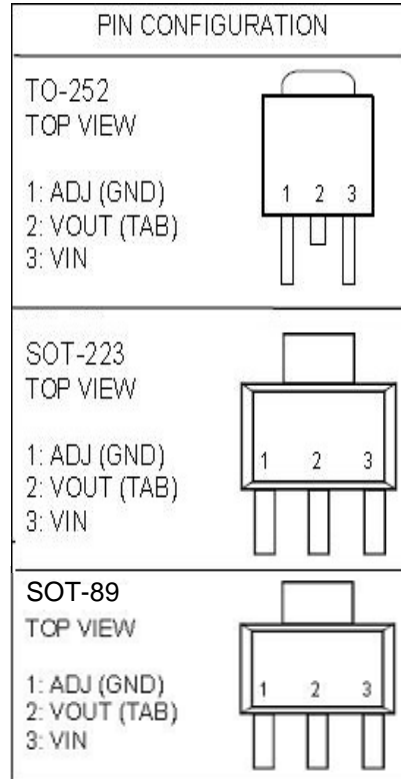 PIN CONFIGURATION
TO-252
TOP VIEW
1: ADJ (GND)
2: VOUT (TAB)
3: VIN
1 2 3
SOT-223
TOP VIEW
1: ADJ (GND)
2: VOUT (TAB)
3: VIN
1 2 3
SOT-89
TOP VIEW
1: ADJ (GND)
2: VOUT (TAB)
3: VIN
1 2 3